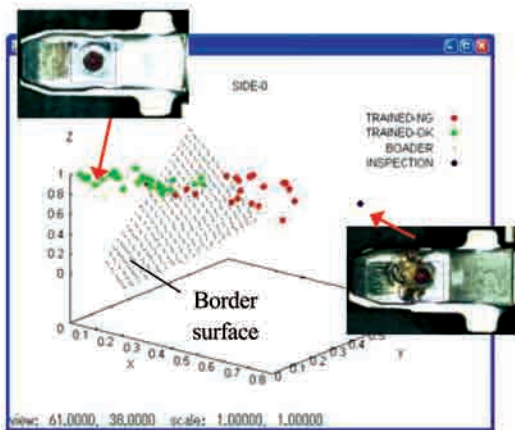 SIDE-0
TRAINED-NG
TRAINED-OK
BOADER
INSPECTION
Z
1
0.8
0.6
0.4
0.2
0
Border
surface
0 0.1 0.2 0.3 0.4 0.5 0.6 0.7 0.8
X
0 0.1 0.2 0.3 0.4
Y
view: 61.0000, 38.0000 scale: 1.00000, 1.00000